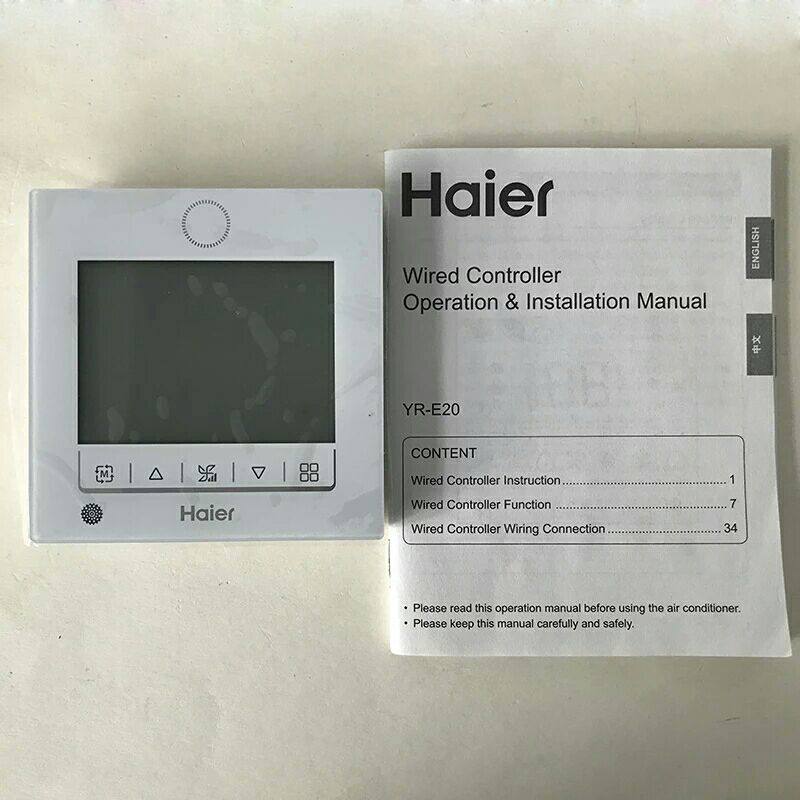 M
Haier
Haier
Wired Controller
Operation & Installation Manual
ENGLISH
中文
YR-E20
CONTENT
Wired Controller Instruction.................................................1
Wired Controller Function ..................................................7
Wired Controller Wiring Connection..................................34
• Please read this operation manual before using the air conditioner.
• Please keep this manual carefully and safely.